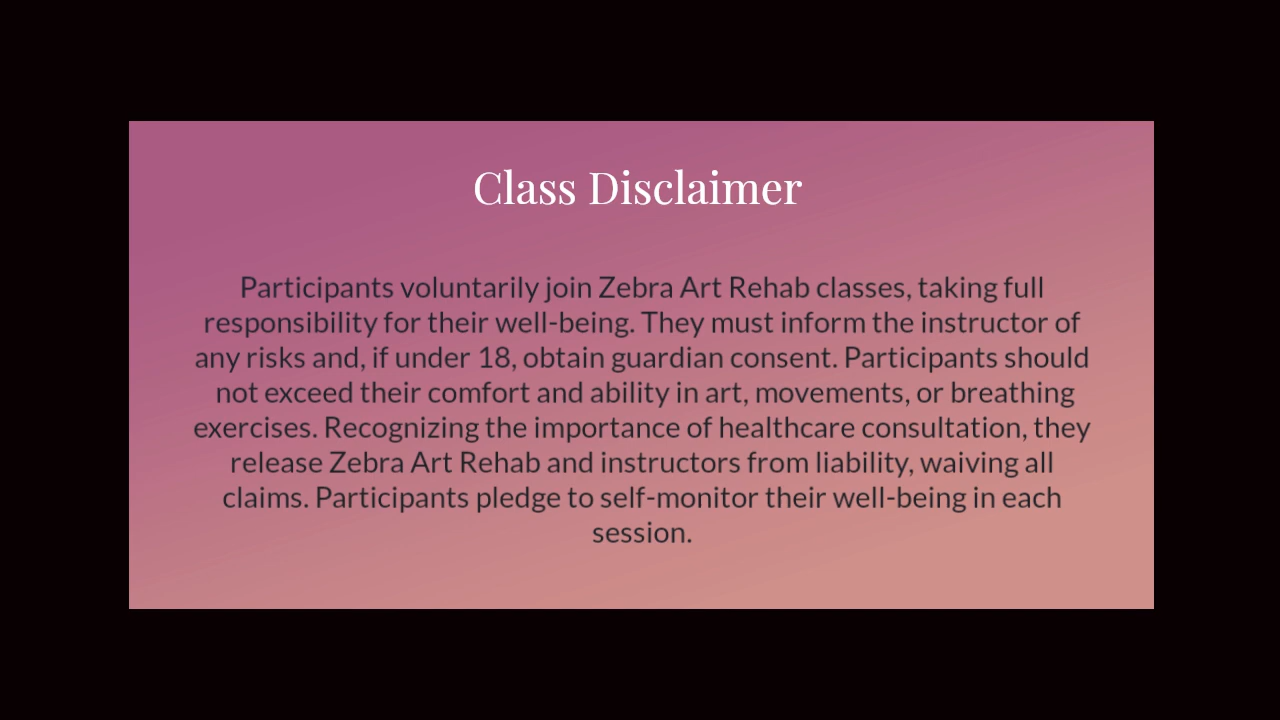 Class Disclaimer
Participants voluntarily join Zebra Art Rehab classes, taking full
responsibility for their well-being. They must inform the instructor of
any risks and, if under 18, obtain guardian consent. Participants should
not exceed their comfort and ability in art, movements, or breathing
exercises. Recognizing the importance of healthcare consultation, they
release Zebra Art Rehab and instructors from liability, waiving all
claims. Participants pledge to self-monitor their well-being in each
session.